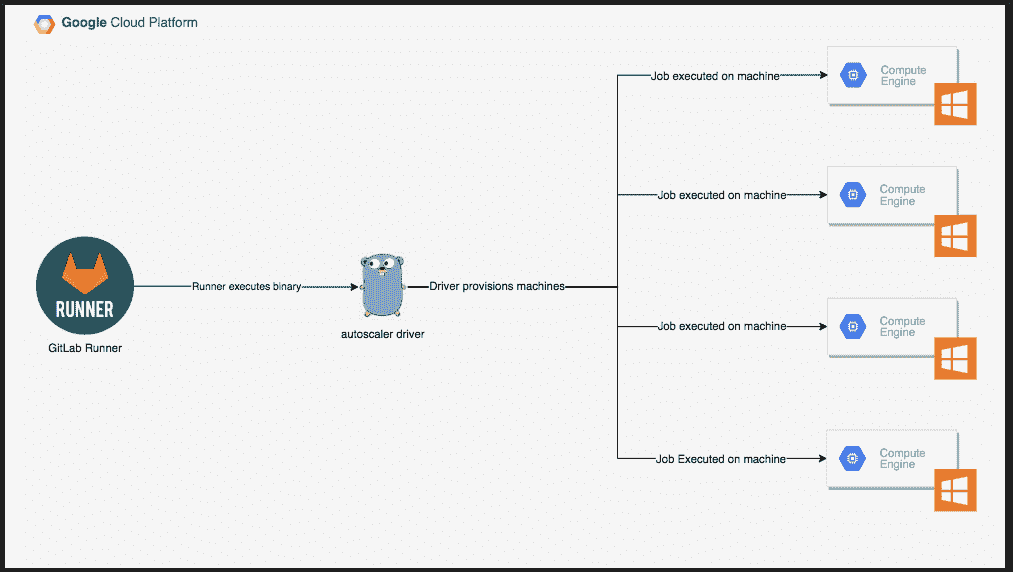 Google Cloud Platform
Job executed on machine
Compute
Engine
Job executed on machine
Compute
Engine
RUNNER
GitLab Runner
Runner executes binary
autoscaler driver
Driver provisions machines
Job executed on machine
Compute
Engine
Job Executed on machine
Compute
Engine